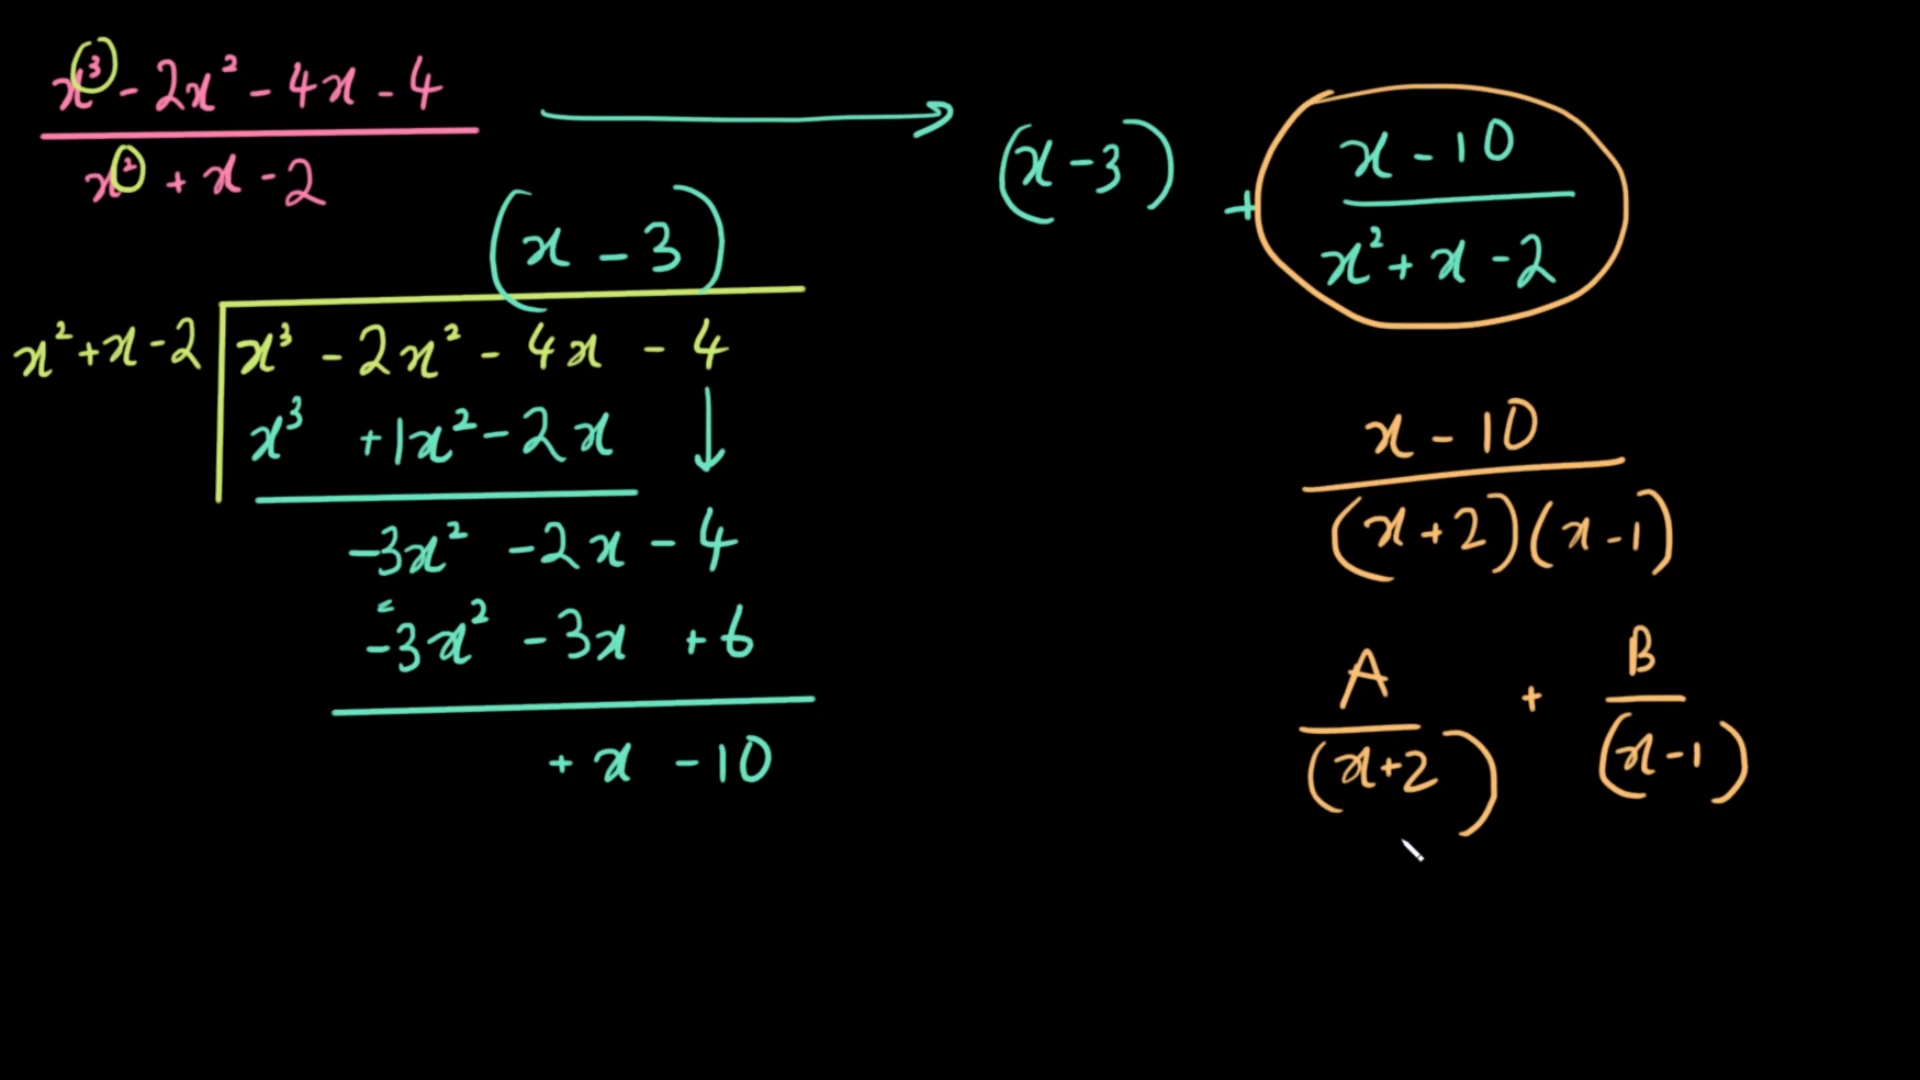 x³ - 2x² - 4x - 4
x² + x - 2
(x - 3)
x² + x - 2
x³ - 2x² - 4x - 4
x³ + 1x² - 2x
-3x² - 2x - 4
-3x² - 3x + 6
+ x - 10
(x - 3) +
x - 10
x² + x - 2
x - 10
(x + 2)(x - 1)
A + B
(x + 2) (x - 1)